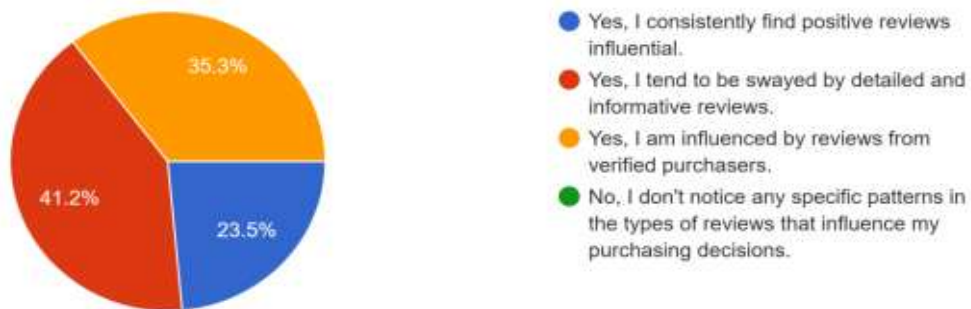 35.3%
41.2%
23.5%
Yes, I consistently find positive reviews
influential.
Yes, I tend to be swayed by detailed and
informative reviews.
Yes, I am influenced by reviews from
verified purchasers.
No, I don't notice any specific patterns in
the types of reviews that influence my
purchasing decisions.